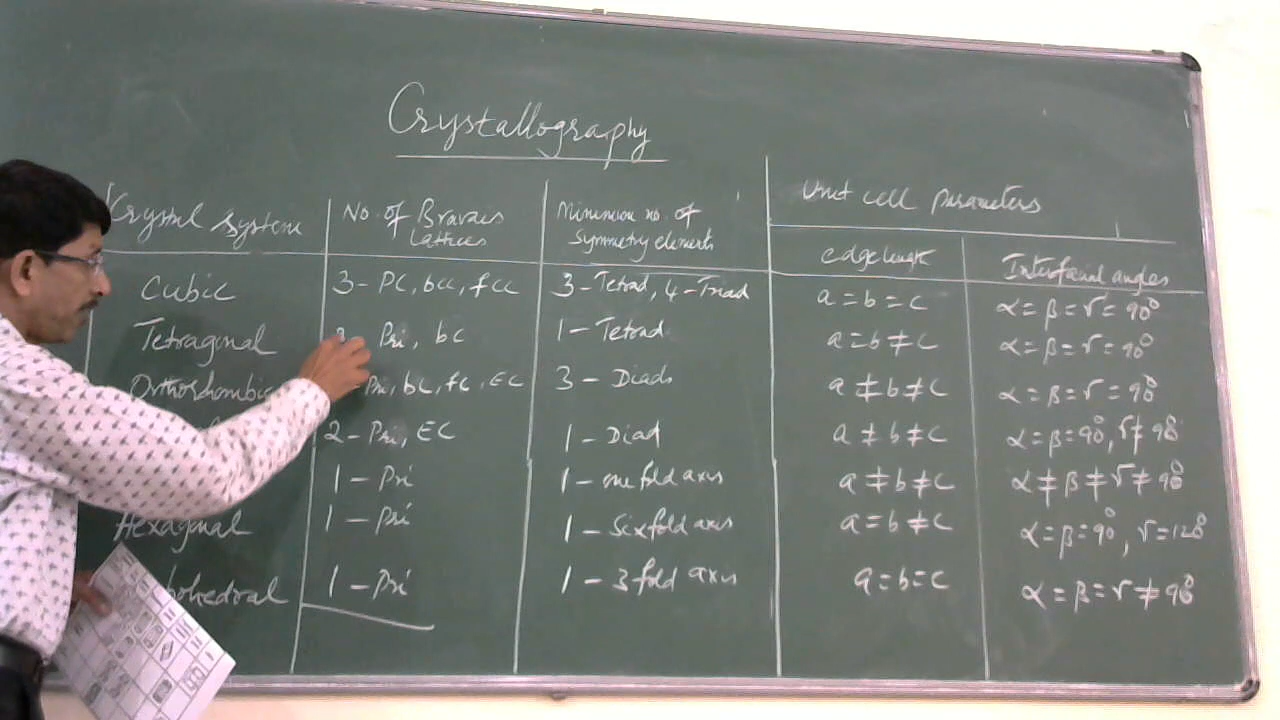 Crystallography
Crystal System | No. of Bravais Lattices | Minimum no. of Symmetry elements | Unit cell parameters
edge length | Interfacial angles
Cubic | 3 - PC, bcc, fcc | 3 - Tetrad, 4 - Triad | a = b = c | α = β = γ = 90°
Tetragonal | Pri, bC | 1 - Tetrad | a = b ≠ c | α = β = γ = 90°
Orthorhombic | Pri, bC, fC, EC | 3 - Diads | a ≠ b ≠ c | α = β = γ = 90°
2 - Pri, EC | 1 - Diad | a ≠ b ≠ c | α = β = 90°, γ ≠ 90°
1 - Pri | 1 - one fold axis | a ≠ b ≠ c | α ≠ β ≠ γ ≠ 90°
Hexagonal | 1 - Pri | 1 - Six fold axis | a = b ≠ c | α = β = 90°, γ = 120°
1 - Pri | 1 - 3 fold axis | a = b = c | α = β = γ ≠ 90°